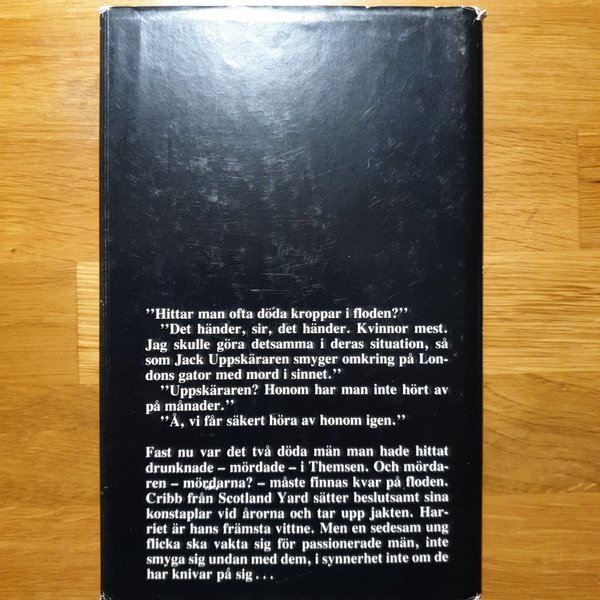 "Hittar man ofta döda kroppar i floden?"
"Det händer, sir, det händer. Kvinnor mest.
Jag skulle göra detsamma i deras situation, så
som Jack Uppskäraren smyger omkring på Lon-
dons gator med mord i sinnet."
"Uppskäraren? Honom har man inte hört av
på månader."
"Å, vi får säkert höra av honom igen."
Fast nu var det två döda män man hade hittat
drunknade – mördade – i Themsen. Och mörda-
ren – mördarna? – måste finnas kvar på floden.
Cribb från Scotland Yard sätter beslutsamt sina
konstaplar vid årorna och tar upp jakten. Har-
riet är hans främsta vittne. Men en sedesam ung
flicka ska vakta sig för passionerade män, inte
smyga sig undan med dem, i synnerhet inte om de
har knivar på sig . . .